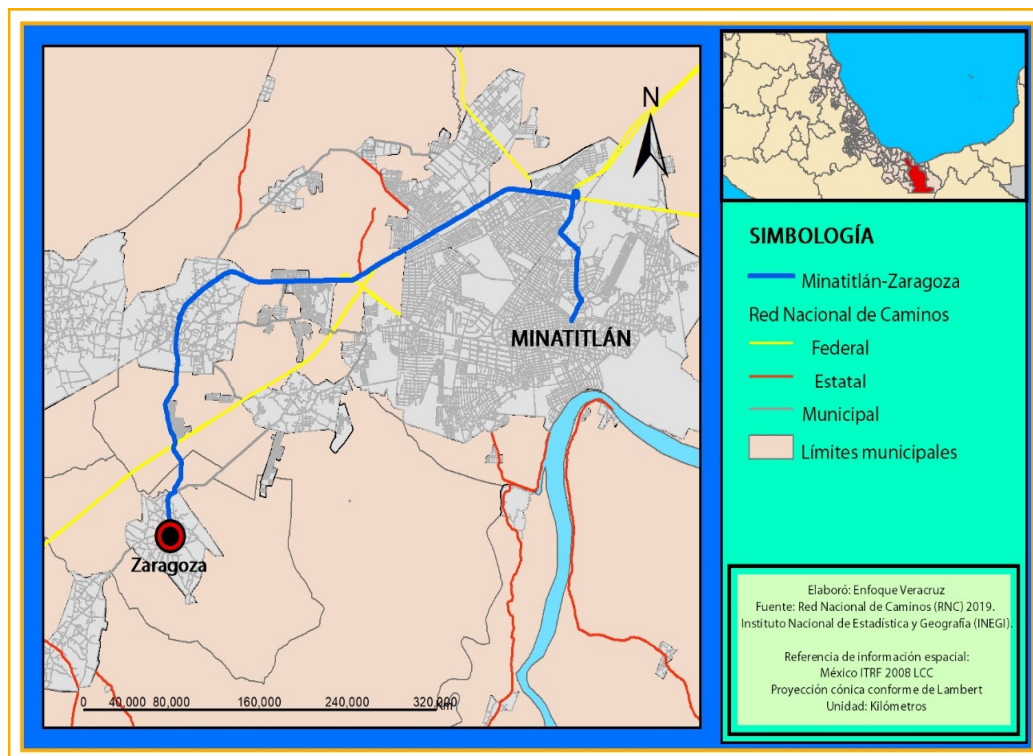 N
MINATITLÁN
Zaragoza
0 40,000 80,000 160,000 240,000 320,000
Km
SIMBOLOGÍA
Minatitlán-Zaragoza
Red Nacional de Caminos
Federal
Estatal
Municipal
Límites municipales
Elaboró: Enfoque Veracruz
Fuente: Red Nacional de Caminos (RNC) 2019.
Instituto Nacional de Estadística y Geografía (INEGI).
Referencia de información espacial:
México ITRF 2008 LCC
Proyección cónica conforme de Lambert
Unidad: Kilómetros